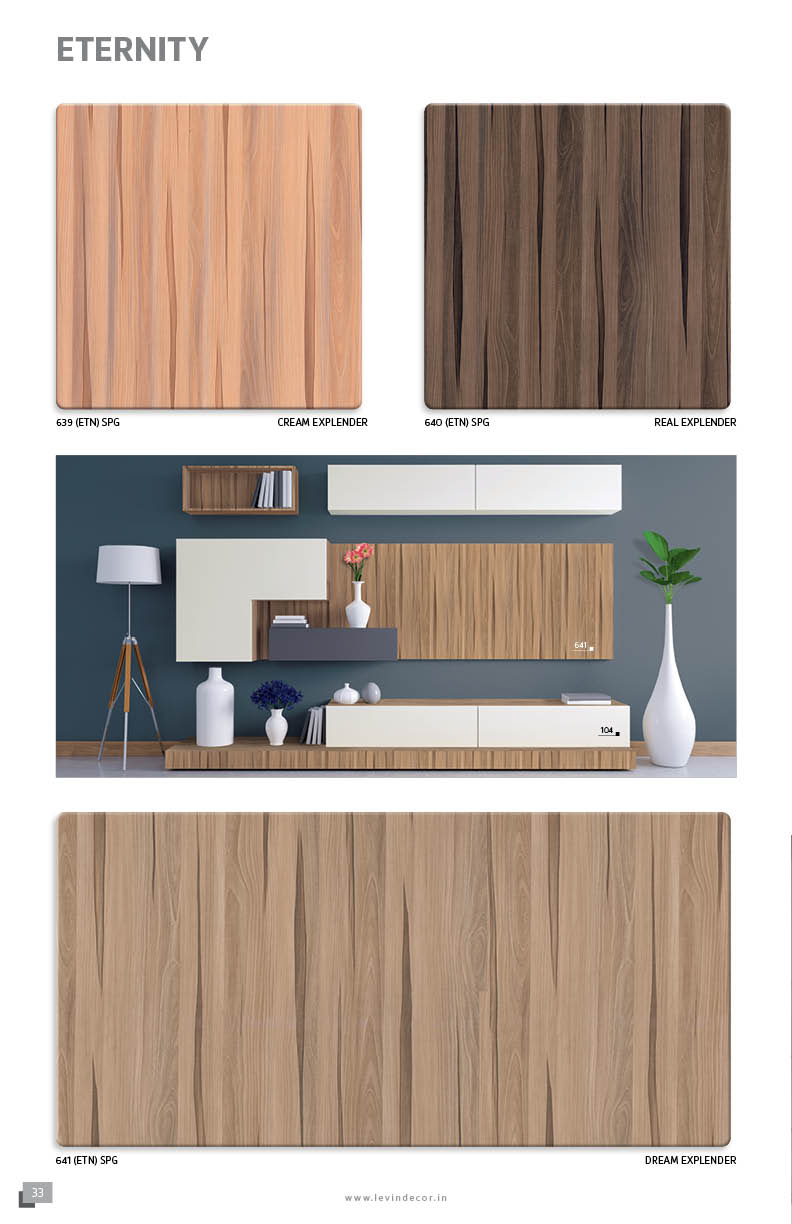 ETERNITY
639 (ETN) SPG CREAM EXPLENDER
640 (ETN) SPG REAL EXPLENDER
641
104
641 (ETN) SPG DREAM EXPLENDER
33
www.levindecor.in